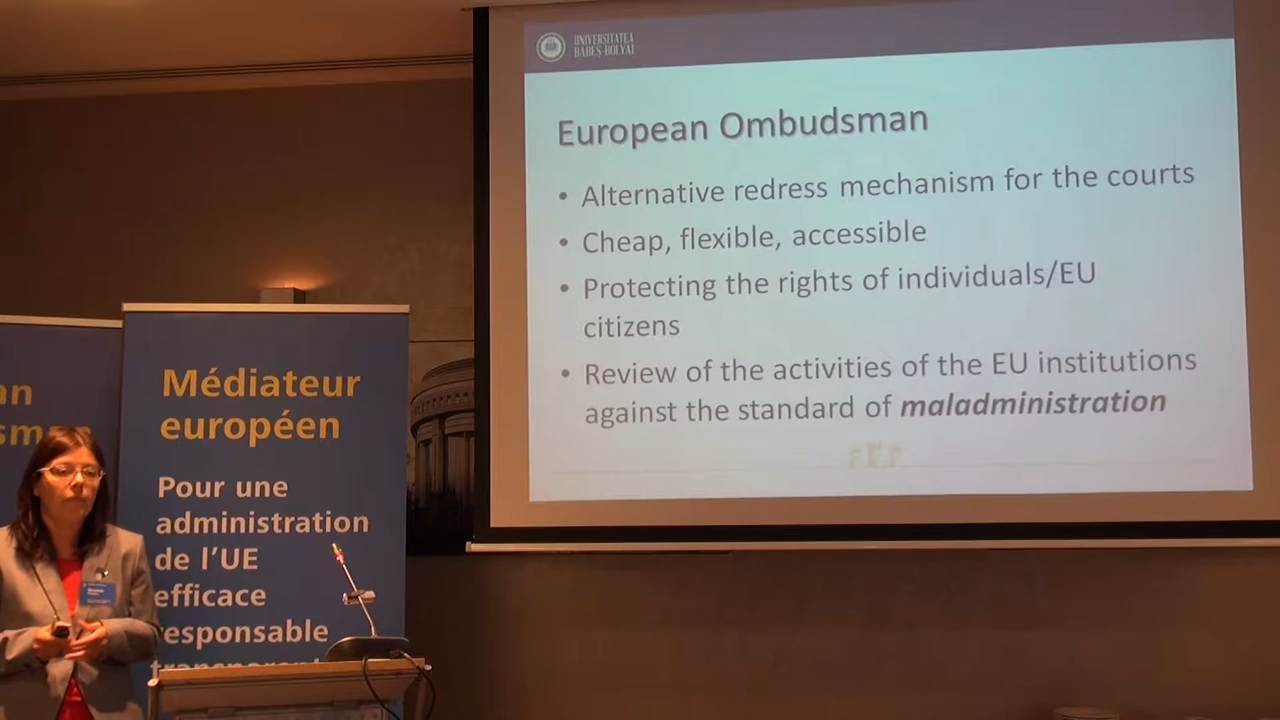 UNIVERSITATEA
BABEȘ-BOLYAI
European Ombudsman
• Alternative redress mechanism for the courts
• Cheap, flexible, accessible
• Protecting the rights of individuals/EU
citizens
• Review of the activities of the EU institutions
against the standard of maladministration
Médiateur
européen
Pour une
administration
de l’UE
efficace
responsable